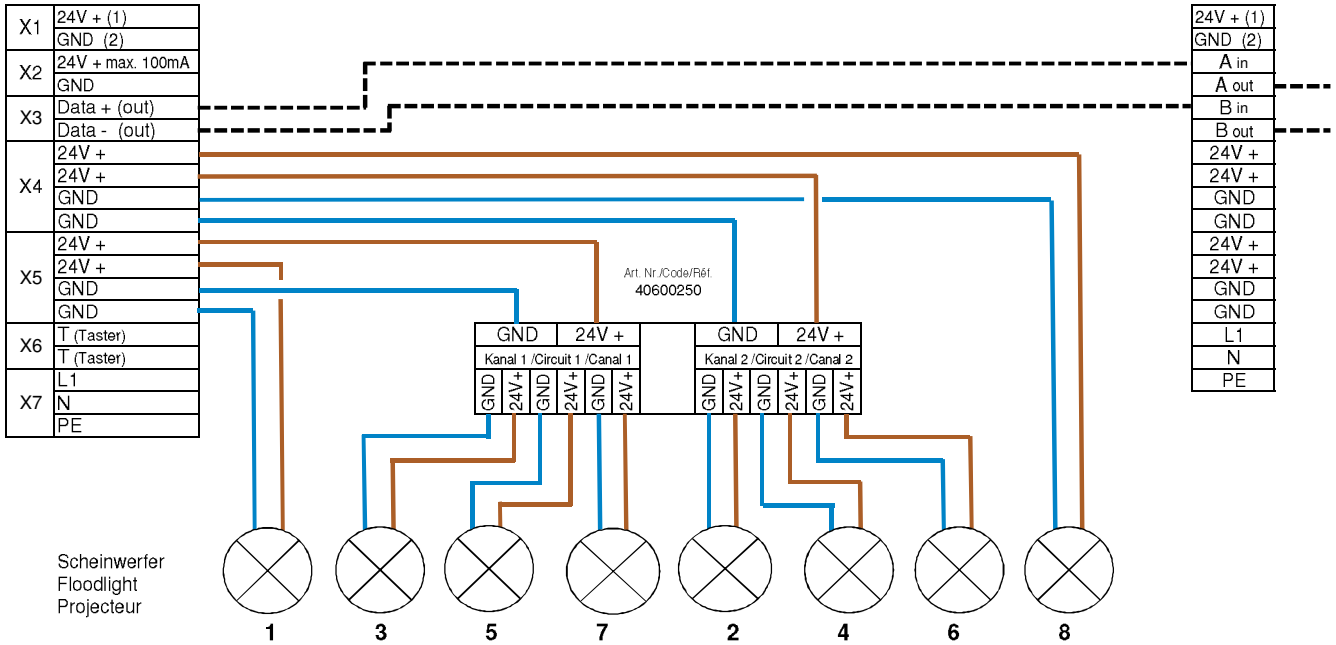 X1
24V + (1)
GND (2)
X2
24V + max. 100mA
GND
X3
Data + (out)
Data - (out)
X4
24V +
24V +
GND
GND
X5
24V +
24V +
GND
GND
X6
T (Taster)
T (Taster)
X7
L1
N
PE
24V + (1)
GND (2)
A in
A out
B in
B out
24V +
24V +
GND
GND
24V +
24V +
GND
GND
L1
N
PE
Art. Nr./Code/Réf.
40600250
GND 24V +
Kanal 1 /Circuit 1 /Canal 1
GND 24V+ GND 24V+ GND 24V+
GND 24V +
Kanal 2 /Circuit 2 /Canal 2
GND 24V+ GND 24V+ GND 24V+
Scheinwerfer
Floodlight
Projecteur
1 3 5 7 2 4 6 8